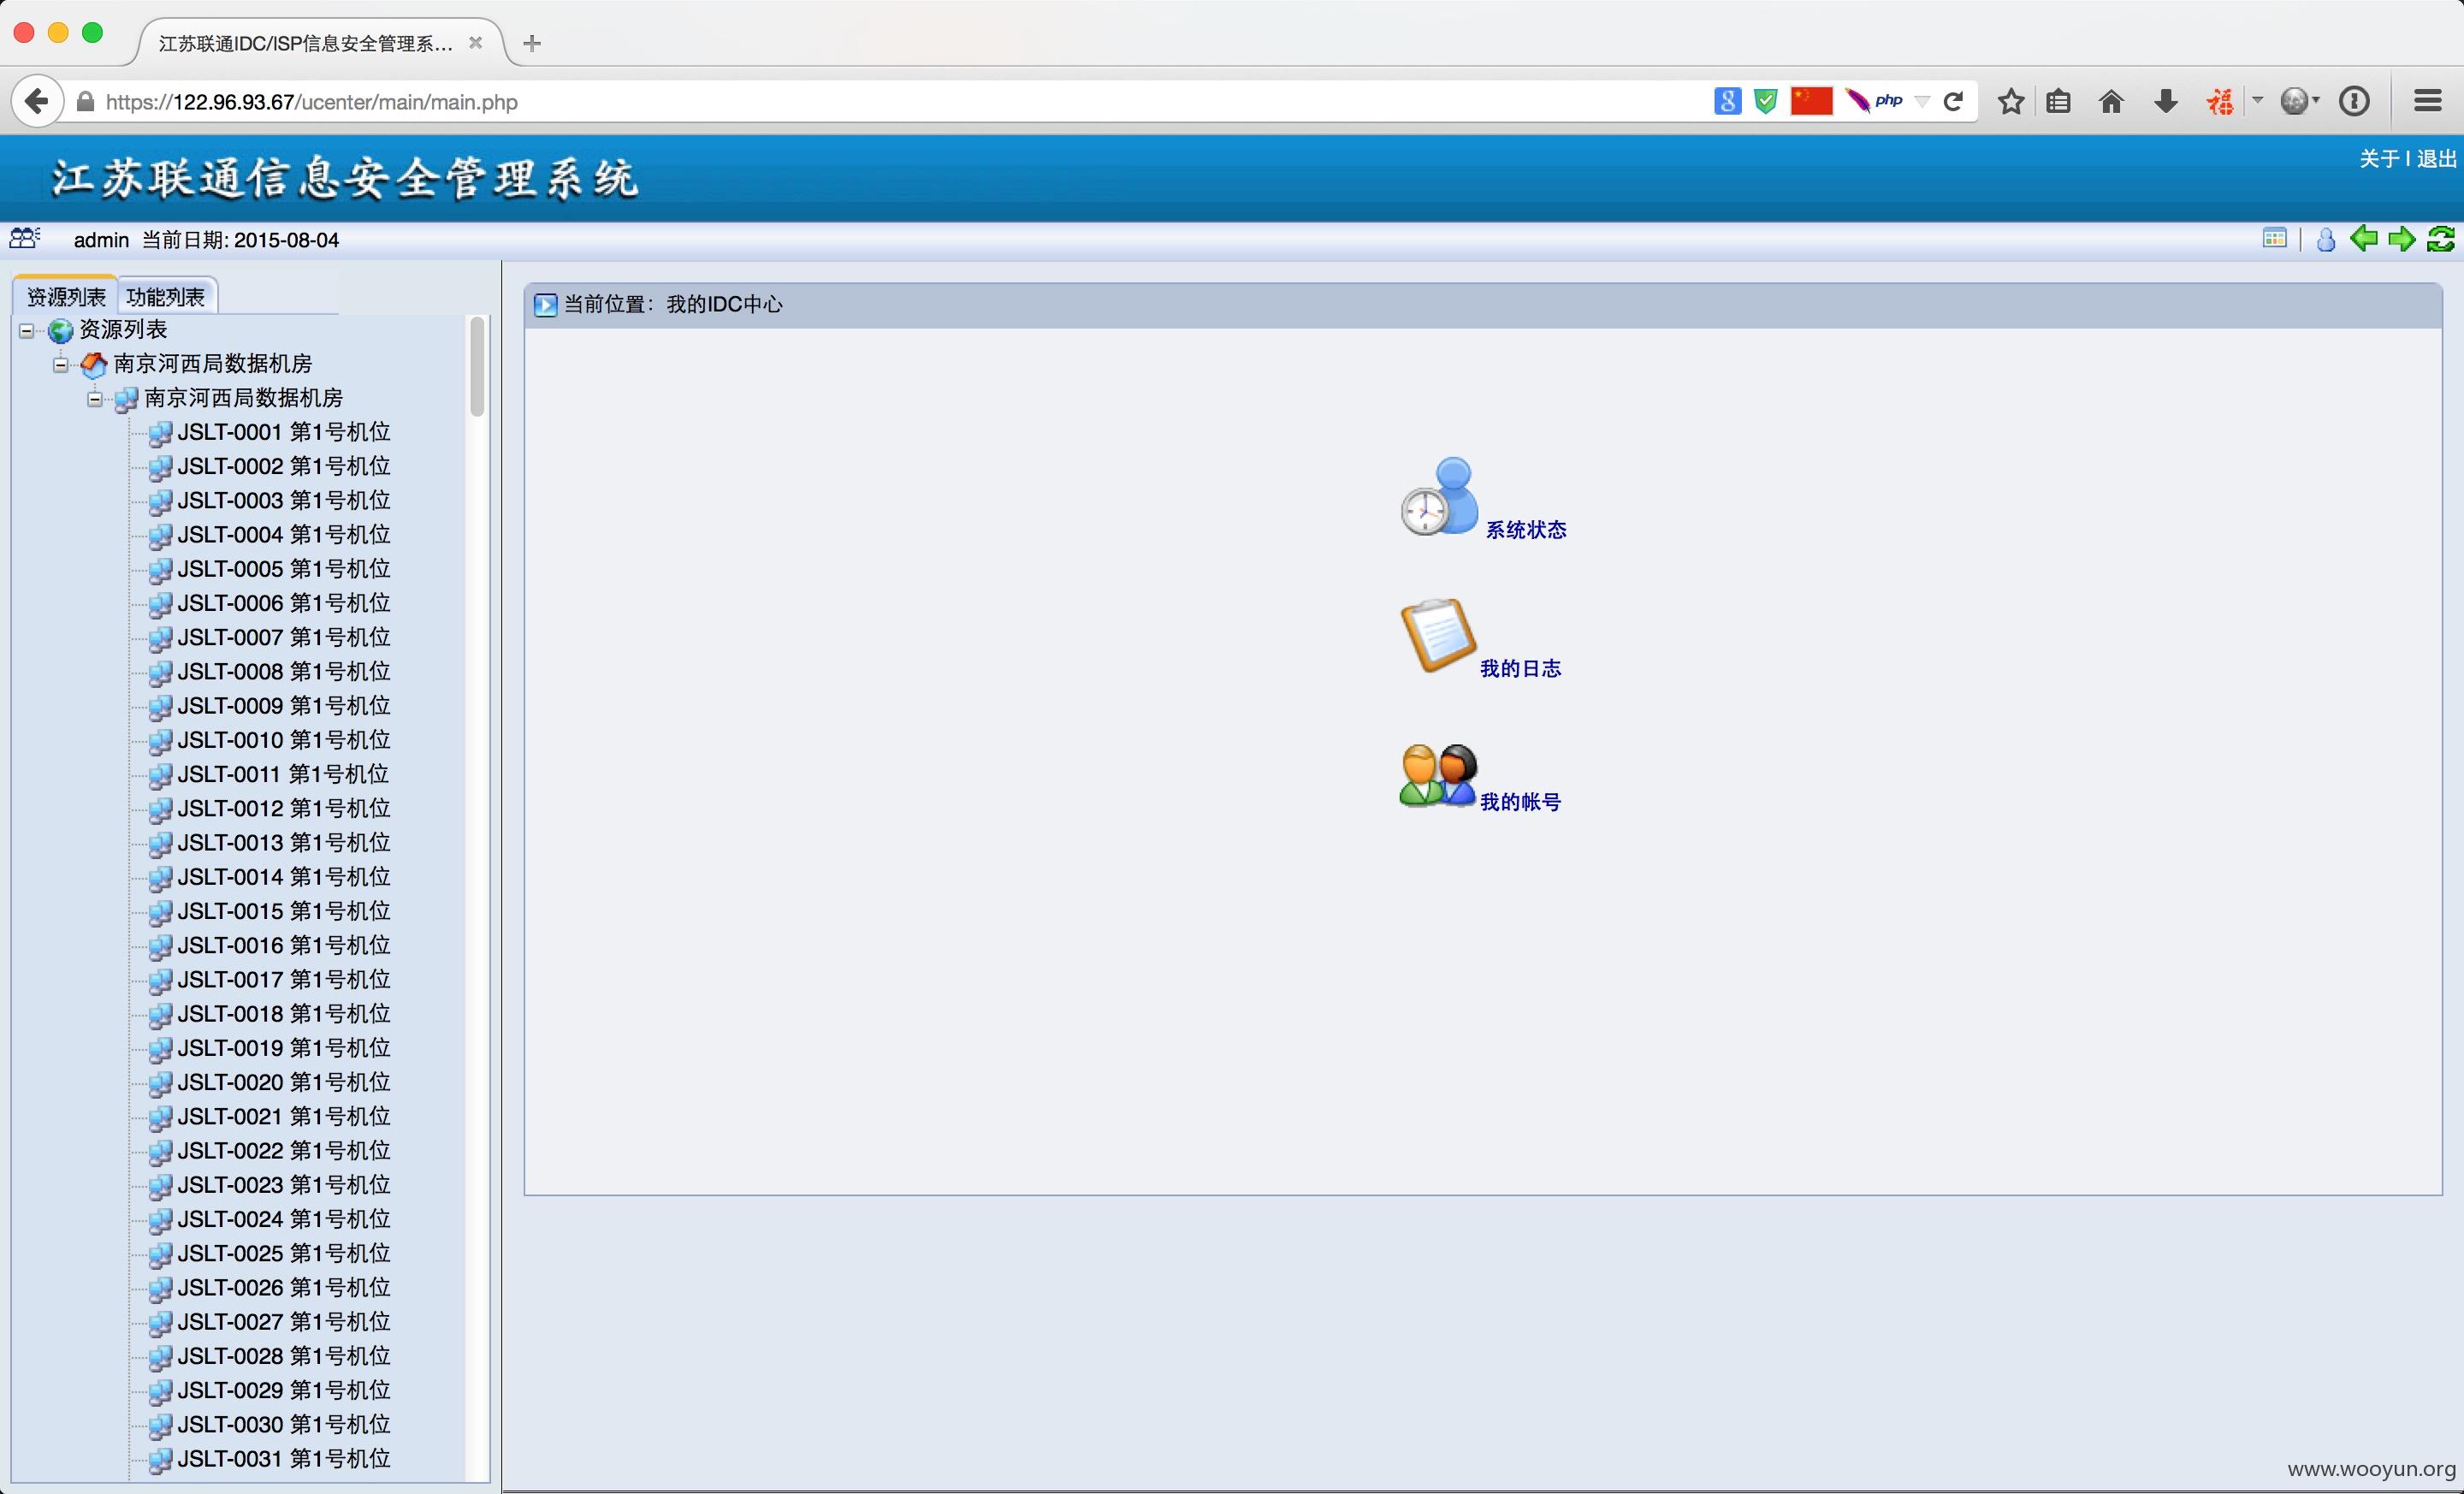 江苏联通IDC/ISP信息安全管理系...
https://122.96.93.67/ucenter/main/main.php
php
福
江苏联通信息安全管理系统
关于 | 退出
admin 当前日期: 2015-08-04
资源列表 功能列表
当前位置：我的IDC中心
资源列表
南京河西局数据机房
南京河西局数据机房
JSLT-0001 第1号机位
JSLT-0002 第1号机位
JSLT-0003 第1号机位
JSLT-0004 第1号机位
JSLT-0005 第1号机位
JSLT-0006 第1号机位
JSLT-0007 第1号机位
JSLT-0008 第1号机位
JSLT-0009 第1号机位
JSLT-0010 第1号机位
JSLT-0011 第1号机位
JSLT-0012 第1号机位
JSLT-0013 第1号机位
JSLT-0014 第1号机位
JSLT-0015 第1号机位
JSLT-0016 第1号机位
JSLT-0017 第1号机位
JSLT-0018 第1号机位
JSLT-0019 第1号机位
JSLT-0020 第1号机位
JSLT-0021 第1号机位
JSLT-0022 第1号机位
JSLT-0023 第1号机位
JSLT-0024 第1号机位
JSLT-0025 第1号机位
JSLT-0026 第1号机位
JSLT-0027 第1号机位
JSLT-0028 第1号机位
JSLT-0029 第1号机位
JSLT-0030 第1号机位
JSLT-0031 第1号机位
系统状态
我的日志
我的帐号
www.wooyun.org